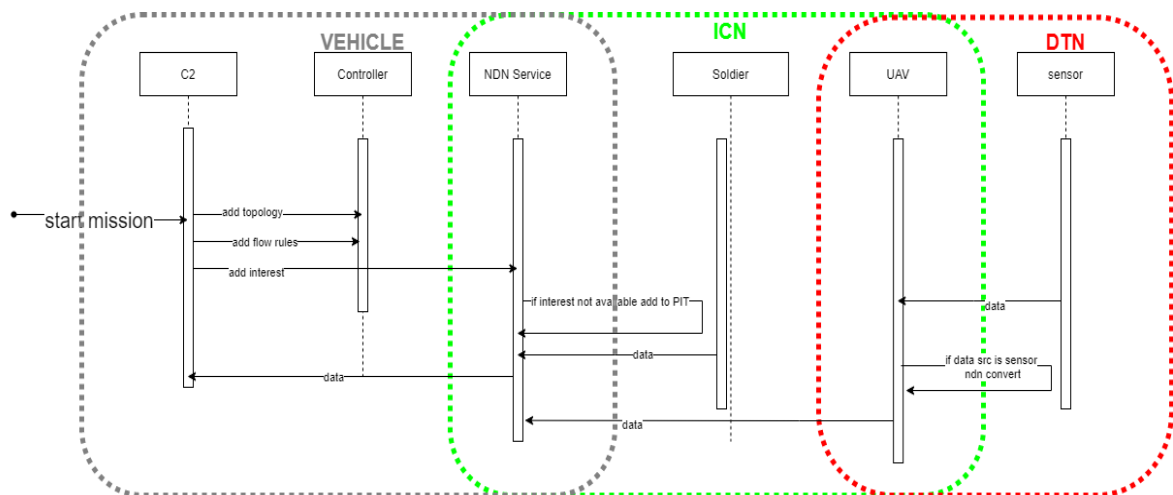 VEHICLE
ICN
DTN
C2
Controller
NDN Service
Soldier
UAV
sensor
start mission
add topology
add flow rules
add interest
if interest not available add to PIT
data
data
if data src is sensor
ndn convert
data
data